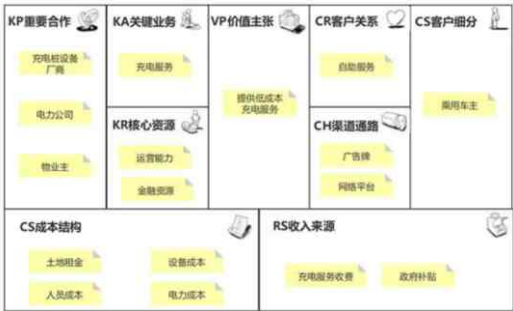 KP重要合作
充电桩设备
厂商
电力公司
物业主
KA关键业务
充电服务
KR核心资源
运营能力
金融资源
VP价值主张
提供低成本
充电服务
CR客户关系
自助服务
CH渠道通路
广告牌
网络平台
CS客户细分
乘用车主
CS成本结构
土地租金
设备成本
人员成本
电力成本
RS收入来源
充电服务收费
政府补贴